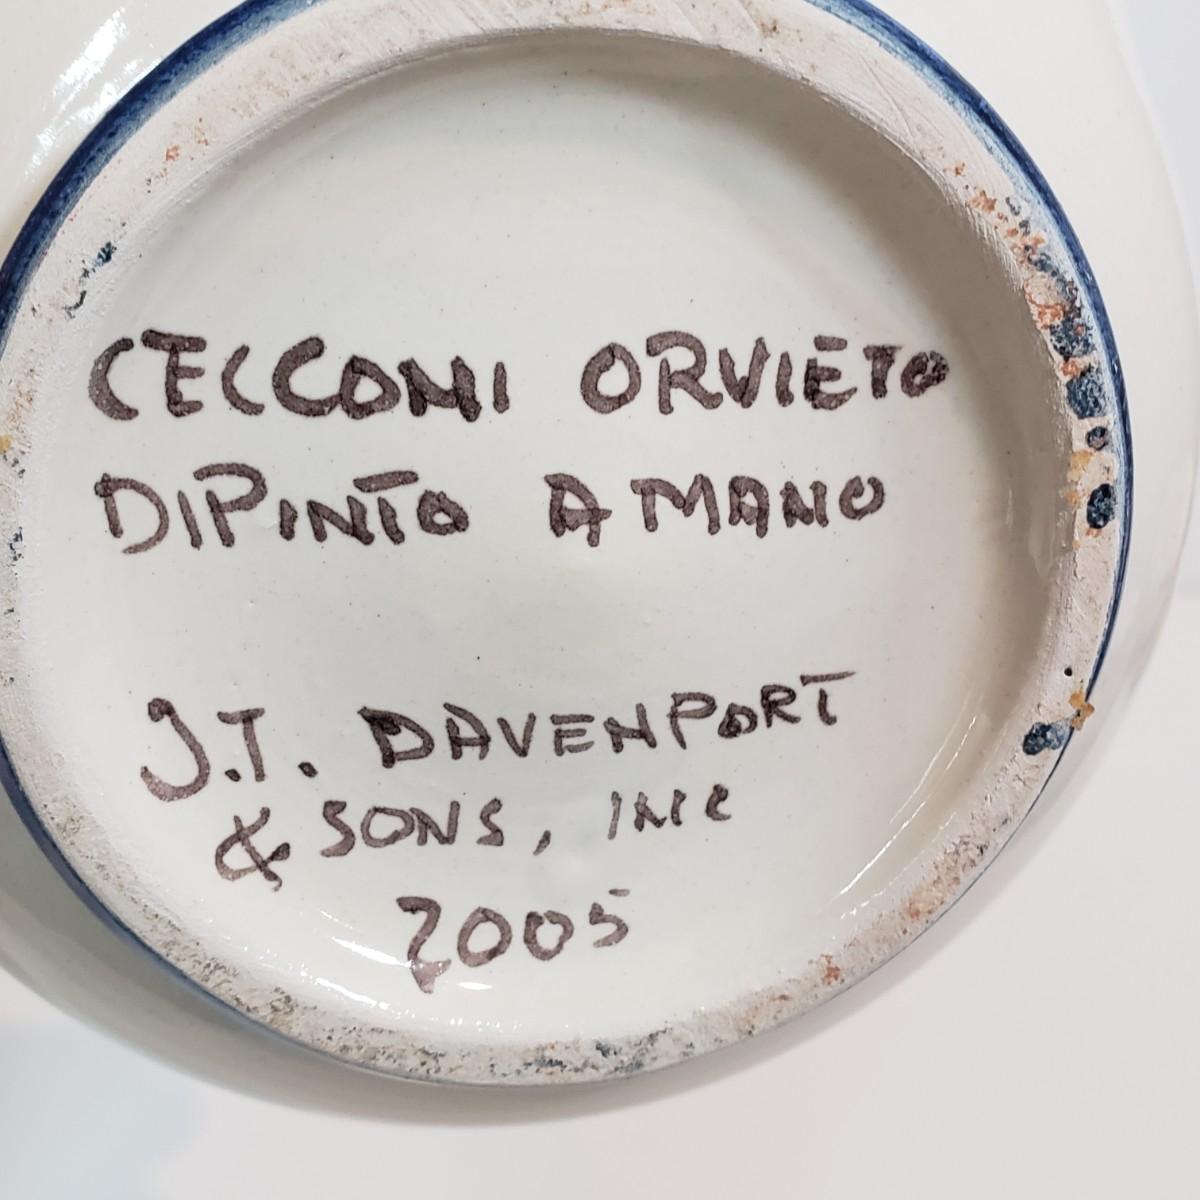 CECCONI ORVIETO
DIPINTO A MANO
J.T. DAVENPORT
& SONS, INC
2005